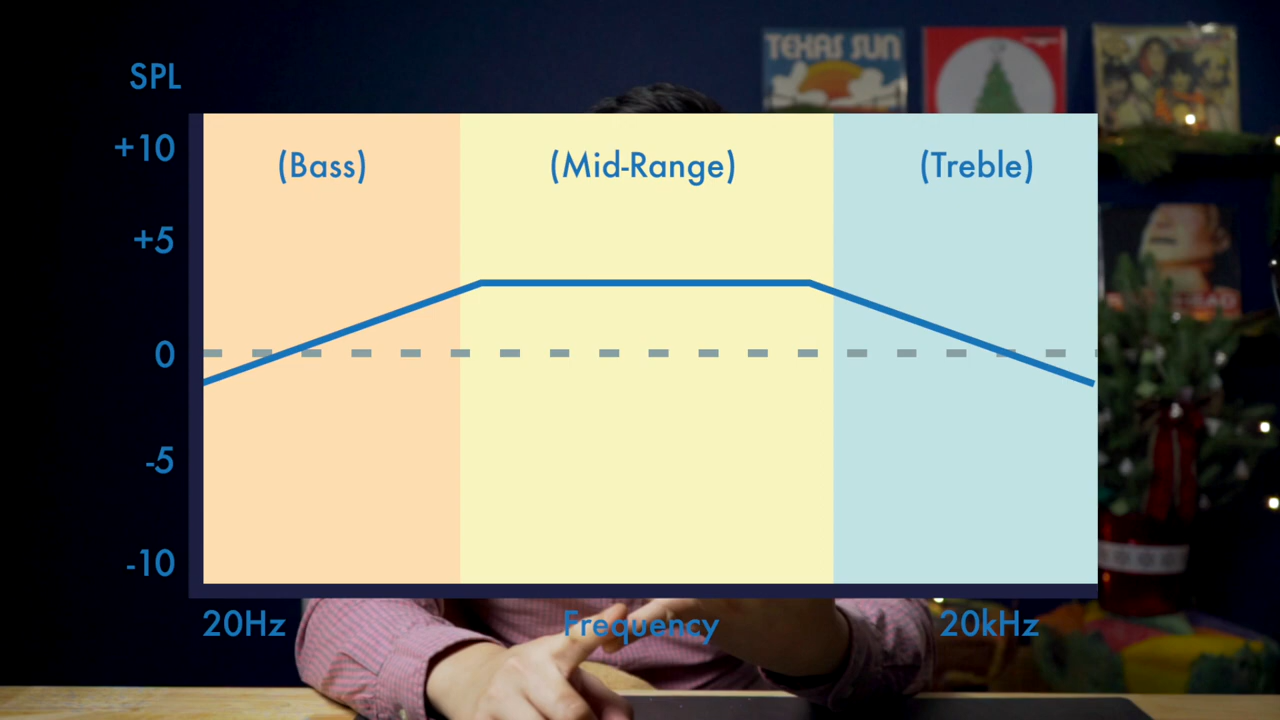 TEXAS SUN
SPL
+10
(Bass)
(Mid-Range)
(Treble)
+5
0
-5
-10
20Hz
Frequency
20kHz